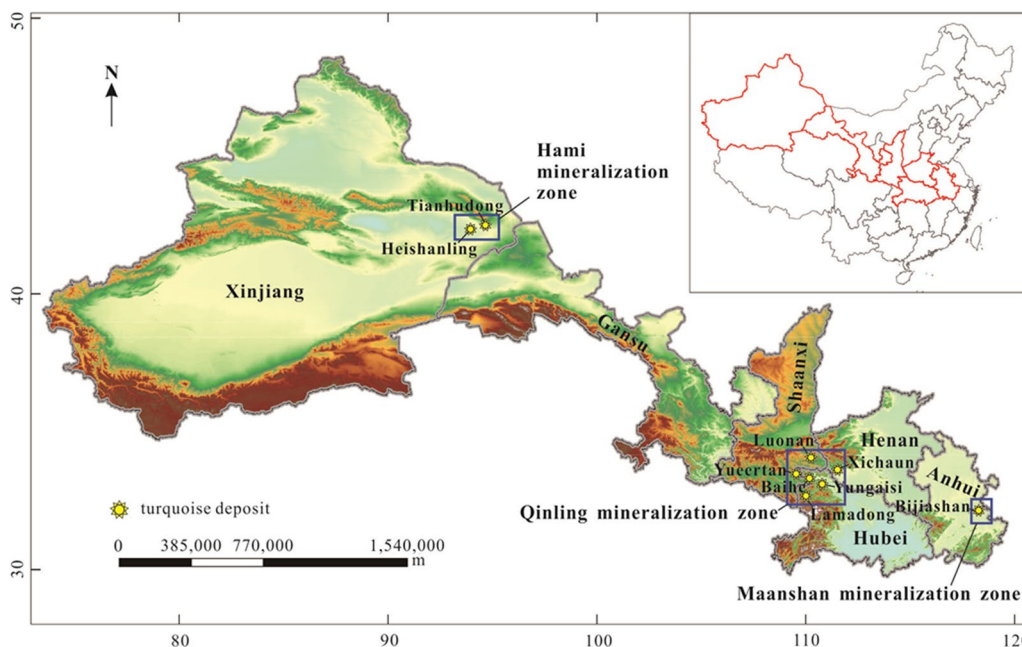 50
N
Hami
mineralization
zone
Tianhudong
Heishanling
40
Xinjiang
Gansu
Shaanxi
Luonan
Henan
Yueertan
Xichaun
Baihe
Yungaisi
Anhui
Bijiashan
turquoise deposit
Qinling mineralization zone
Lamadong
Hubei
0 385,000 770,000 1,540,000
m
30
Maanshan mineralization zone
80 90 100 110 120